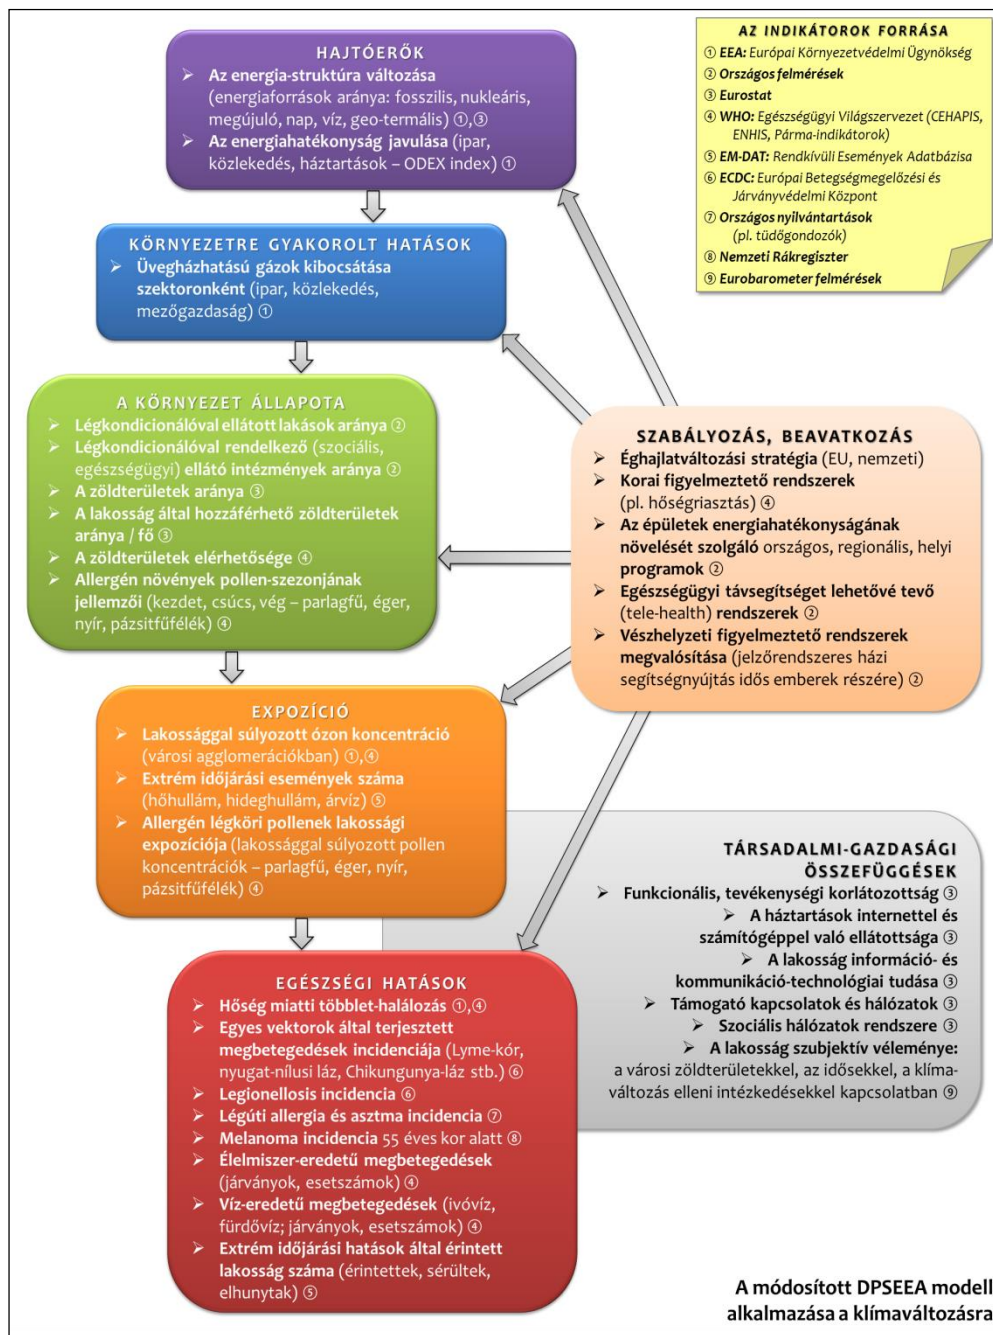 HAJTÓERŐK
➢ Az energia-struktúra változása
(energiaforrások aránya: fosszilis, nukleáris,
megújuló, nap, víz, geo-termális) ①,③
➢ Az energiahatékonyság javulása (ipar,
közlekedés, háztartások – ODEX index) ①
AZ INDIKÁTOROK FORRÁSA
① EEA: Európai Környezetvédelmi Ügynökség
② Országos felmérések
③ Eurostat
④ WHO: Egészségügyi Világszervezet (CEHAPIS,
ENHIS, Párma-indikátorok)
⑤ EM-DAT: Rendkívüli Események Adatbázisa
⑥ ECDC: Európai Betegségmegelőzési és
Járványvédelmi Központ
⑦ Országos nyilvántartások
(pl. tüdőgondozók)
⑧ Nemzeti Rákregiszter
⑨ Eurobarometer felmérések
KÖRNYEZETRE GYAKOROLT HATÁSOK
➢ Üvegházhatású gázok kibocsátása
szektoronként (ipar, közlekedés,
mezőgazdaság) ①
A KÖRNYEZET ÁLLAPOTA
➢ Légkondicionálóval ellátott lakások aránya ②
➢ Légkondicionálóval rendelkező (szociális,
egészségügyi) ellátó intézmények aránya ②
➢ A zöldterületek aránya ③
➢ A lakosság által hozzáférhető zöldterületek
aránya / fő ③
➢ A zöldterületek elérhetősége ④
➢ Allergén növények pollen-szezonjának
jellemzői (kezdet, csúcs, vég – parlagfű, éger,
nyír, pázsitfűfélék) ④
SZABÁLYOZÁS, BEAVATKOZÁS
➢ Éghajlatváltozási stratégia (EU, nemzeti)
➢ Korai figyelmeztető rendszerek
(pl. hőségriasztás) ④
➢ Az épületek energiahatékonyságának
növelését szolgáló országos, regionális, helyi
programok ②
➢ Egészségügyi távsegítséget lehetővé tevő
(tele-health) rendszerek ②
➢ Vészhelyzeti figyelmeztető rendszerek
megvalósítása (jelzőrendszeres házi
segítségnyújtás idős emberek részére) ②
EXPOZÍCIÓ
➢ Lakossággal súlyozott ózon koncentráció
(városi agglomerációkban) ①,④
➢ Extrém időjárási események száma
(hőhullám, hideghullám, árvíz) ⑤
➢ Allergén légköri pollenek lakossági
expozíciója (lakossággal súlyozott pollen
koncentrációk – parlagfű, éger, nyír,
pázsitfűfélék) ④
TÁRSADALMI-GAZDASÁGI
ÖSSZEFÜGGÉSEK
➢ Funkcionális, tevékenységi korlátozottság ③
➢ A háztartások internettel és
számítógéppel való ellátottsága ③
➢ A lakosság információ- és
kommunikáció-technológiai tudása ③
➢ Támogató kapcsolatok és hálózatok ③
➢ Szociális hálózatok rendszere ③
➢ A lakosság szubjektív véleménye:
a városi zöldterületekkel, az idősekkel, a klíma-
változás elleni intézkedésekkel kapcsolatban ⑨
EGÉSZSÉGI HATÁSOK
➢ Hőség miatti többlet-halálozás ①,④
➢ Egyes vektorok által terjesztett
megbetegedések incidenciája (Lyme-kór,
nyugat-nílusi láz, Chikungunya-láz stb.) ⑥
➢ Legionellosis incidencia ⑥
➢ Légúti allergia és asztma incidencia ⑦
➢ Melanoma incidencia 55 éves kor alatt ⑧
➢ Élelmiszer-eredetű megbetegedések
(járványok, esetszámok) ④
➢ Víz-eredetű megbetegedések (ivóvíz,
fürdővíz; járványok, esetszámok) ④
➢ Extrém időjárási hatások által érintett
lakosság száma (érintettek, sérültek,
elhunytak) ⑤
A módosított DPSEEA modell
alkalmazása a klímaváltozásra